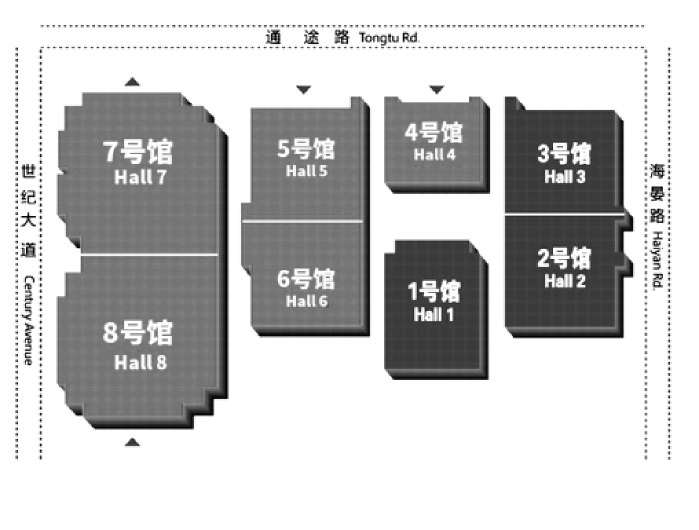 通途路 Tongtu Rd.
世纪大道 Century Avenue
7号馆
Hall 7
8号馆
Hall 8
5号馆
Hall 5
6号馆
Hall 6
4号馆
Hall 4
1号馆
Hall 1
3号馆
Hall 3
2号馆
Hall 2
海晏路 Haiyan Rd.